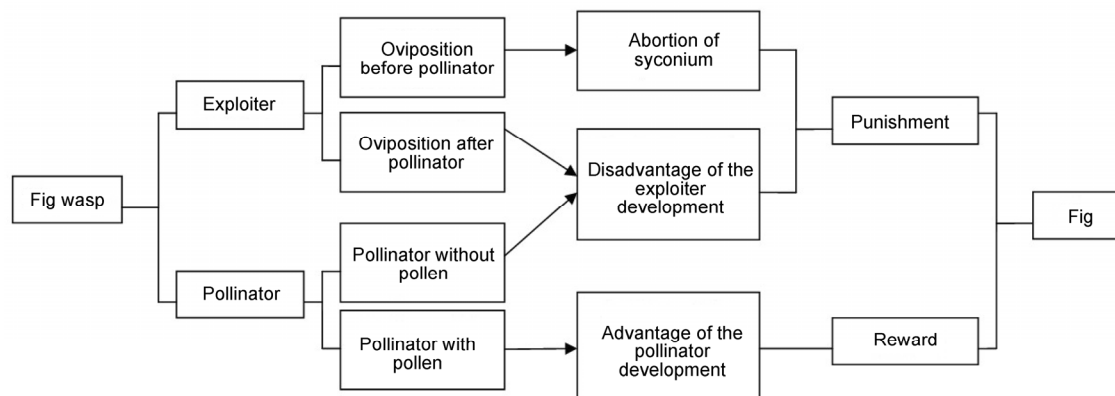 Fig wasp
Exploiter
Pollinator
Oviposition
before pollinator
Oviposition after
pollinator
Pollinator without
pollen
Pollinator with
pollen
Abortion of
syconium
Disadvantage of the
exploiter
development
Advantage of the
pollinator
development
Punishment
Reward
Fig